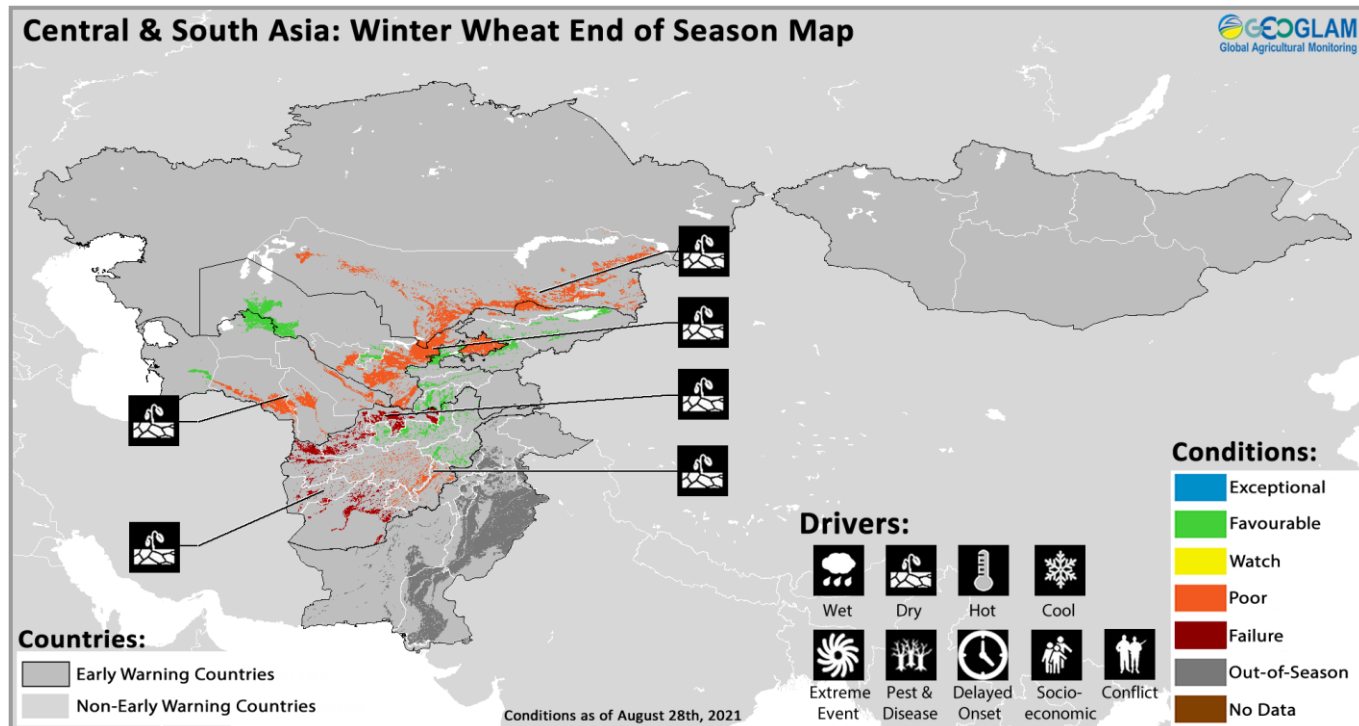 Central & South Asia: Winter Wheat End of Season Map
GEOGLAM
Global Agricultural Monitoring
Conditions:
Exceptional
Favourable
Watch
Poor
Failure
Out-of-Season
No Data
Drivers:
Wet
Dry
Hot
Cool
Extreme
Event
Pest &
Disease
Delayed
Onset
Socio-
economic
Conflict
Countries:
Early Warning Countries
Non-Early Warning Countries
Conditions as of August 28th, 2021